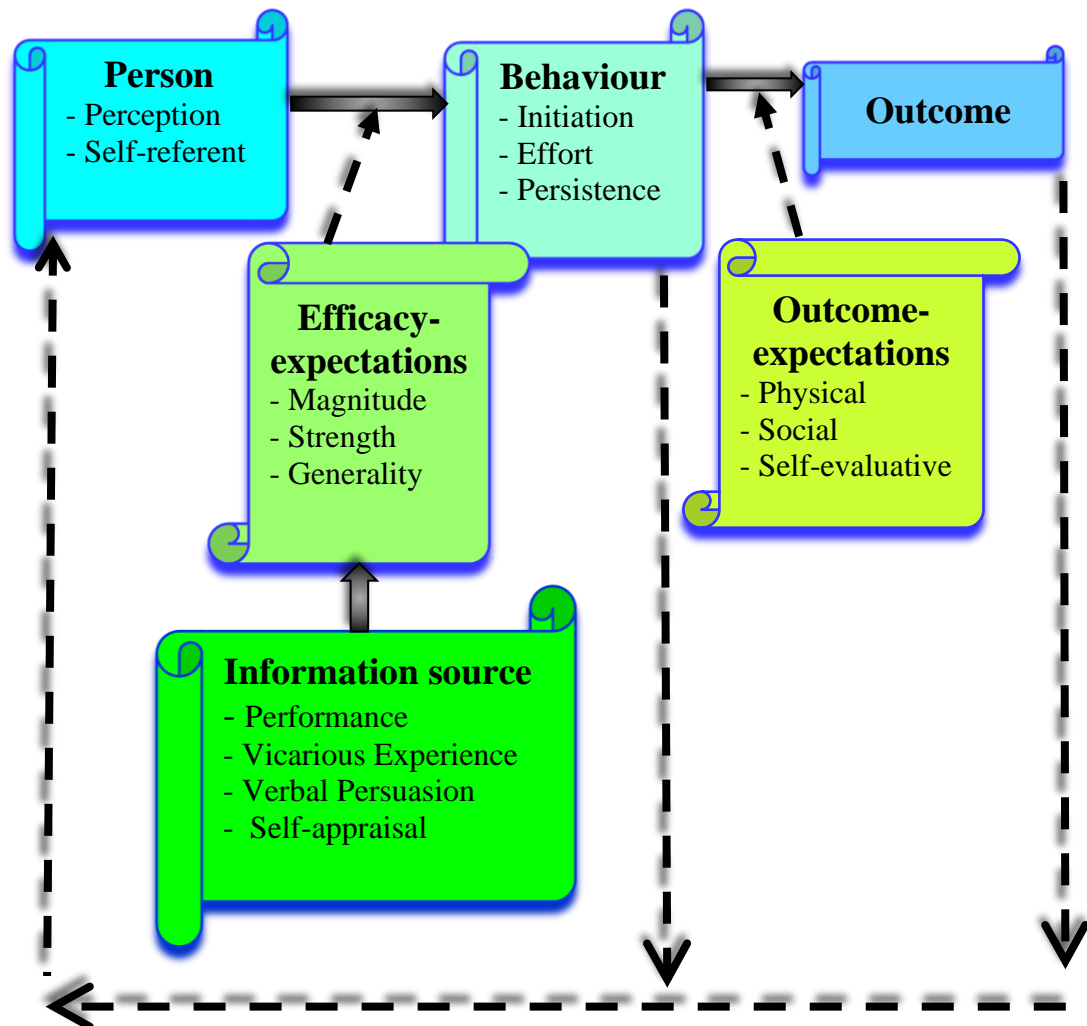 Person
- Perception
- Self-referent
Behaviour
- Initiation
- Effort
- Persistence
Outcome
Efficacy-
expectations
- Magnitude
- Strength
- Generality
Outcome-
expectations
- Physical
- Social
- Self-evaluative
Information source
- Performance
- Vicarious Experience
- Verbal Persuasion
- Self-appraisal